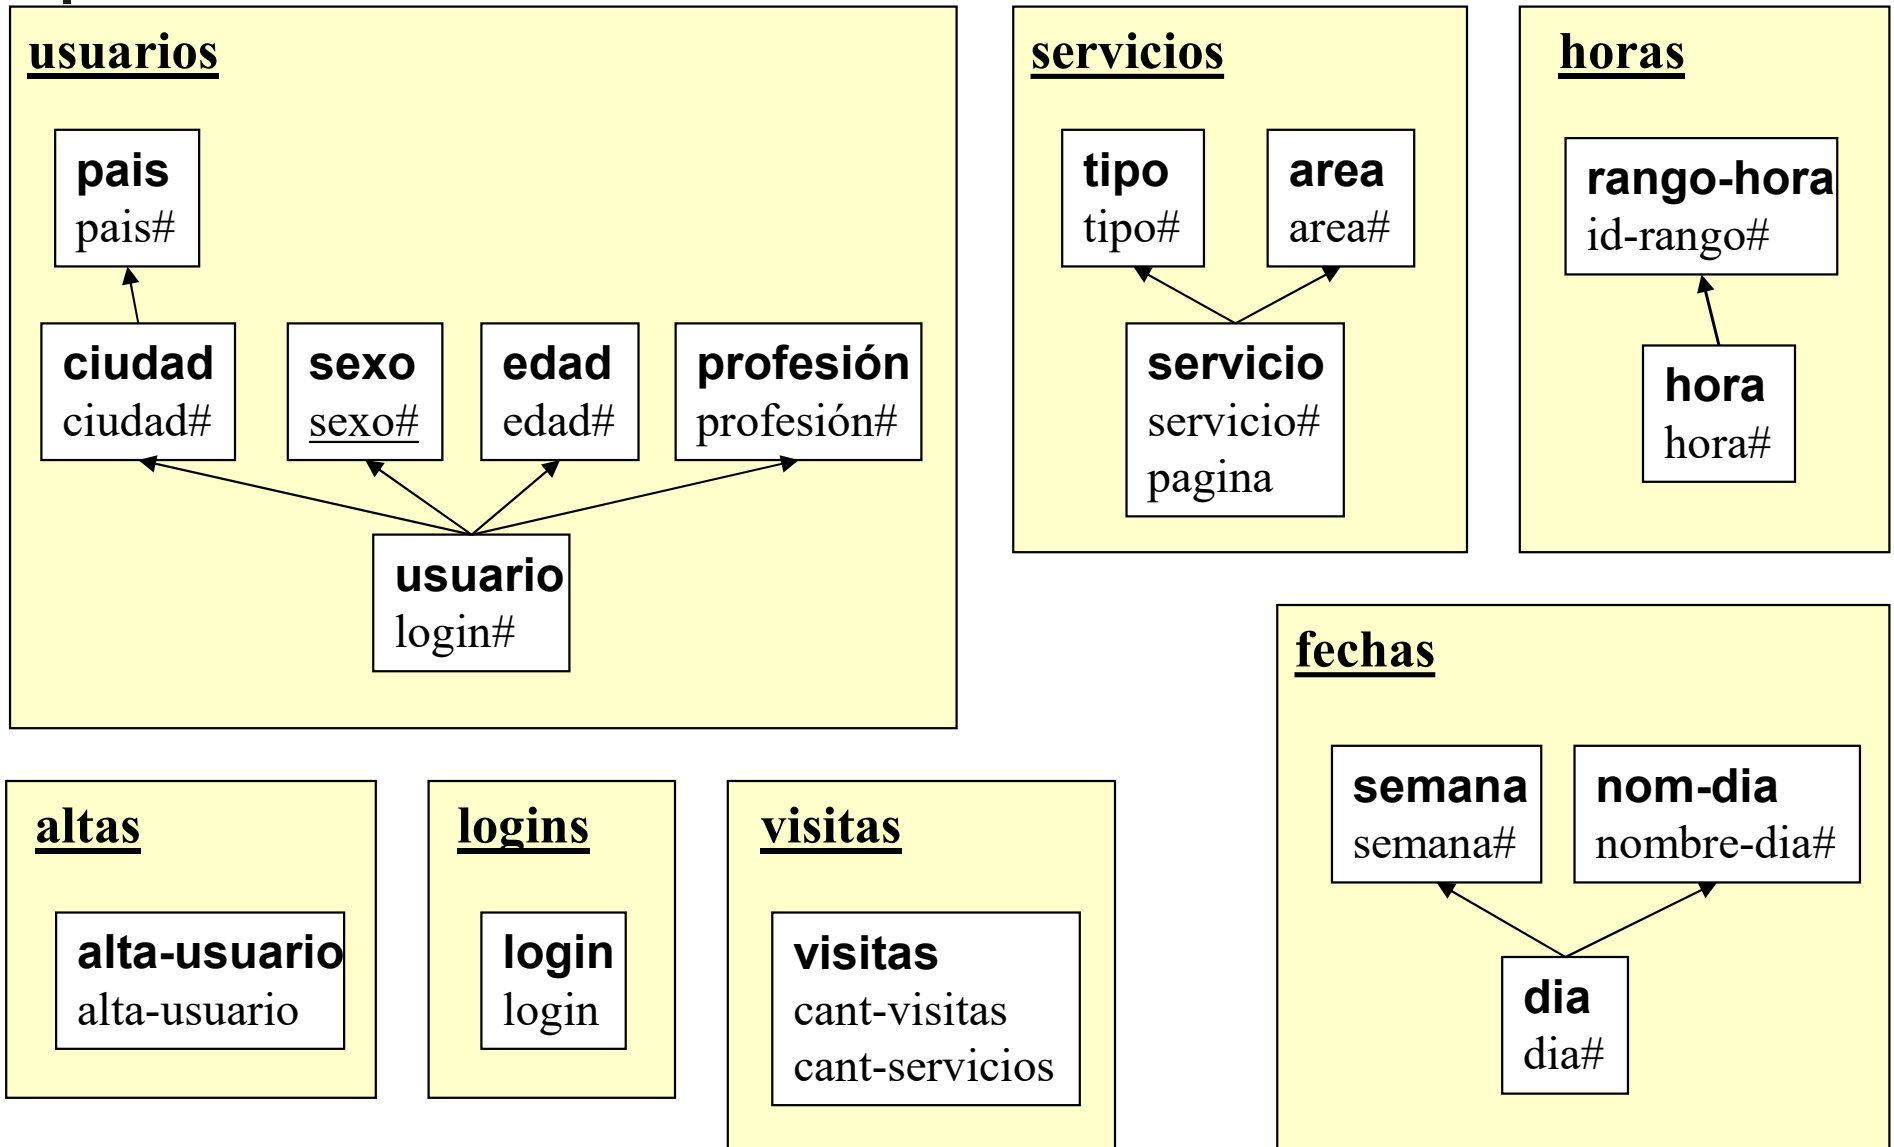 usuarios
pais
pais#
ciudad
ciudad#
sexo
sexo#
edad
edad#
profesión
profesión#
usuario
login#
servicios
tipo
tipo#
area
area#
servicio
servicio#
pagina
horas
rango-hora
id-rango#
hora
hora#
altas
alta-usuario
alta-usuario
logins
login
login
visitas
visitas
cant-visitas
cant-servicios
fechas
semana
semana#
nom-dia
nombre-dia#
dia
dia#